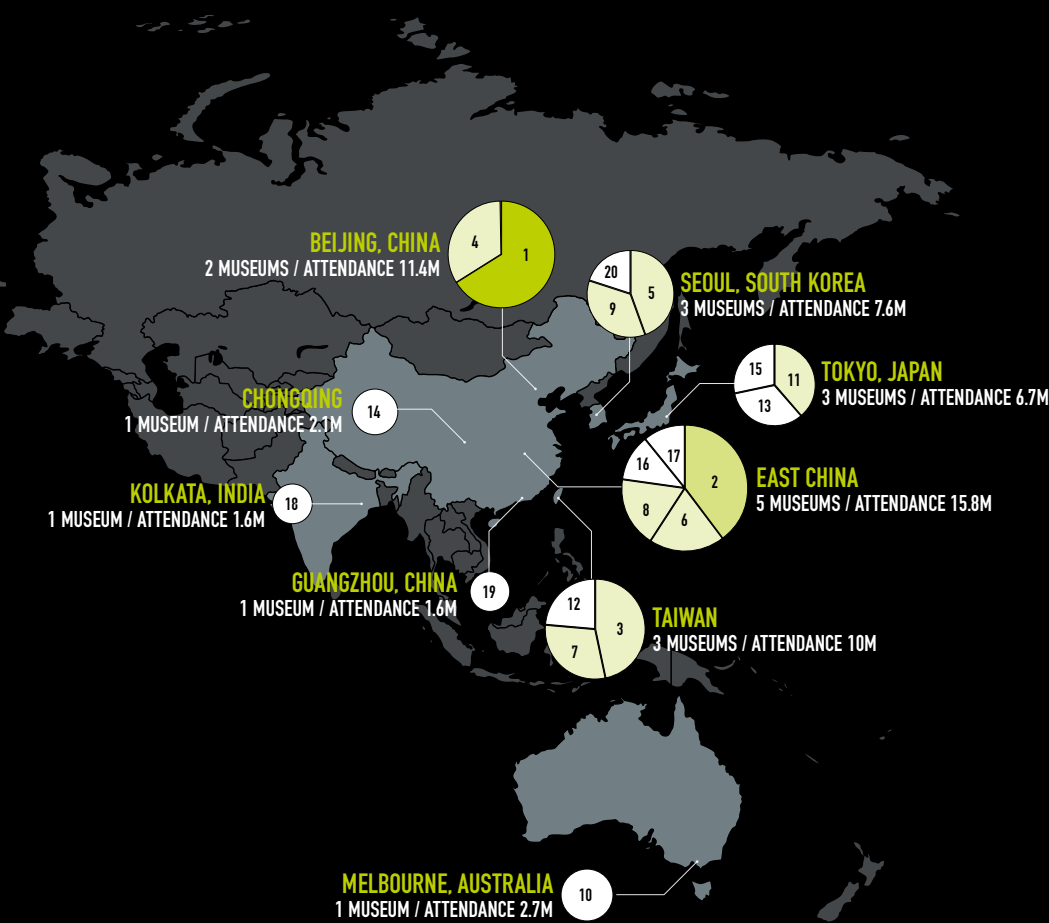 BEIJING, CHINA
2 MUSEUMS / ATTENDANCE 11.4M
4
1
20
5
9
SEOUL, SOUTH KOREA
3 MUSEUMS / ATTENDANCE 7.6M
15
11
13
TOKYO, JAPAN
3 MUSEUMS / ATTENDANCE 6.7M
CHONGQING
1 MUSEUM / ATTENDANCE 2.1M
14
16
17
2
8
6
EAST CHINA
5 MUSEUMS / ATTENDANCE 15.8M
KOLKATA, INDIA
1 MUSEUM / ATTENDANCE 1.6M
18
GUANGZHOU, CHINA
1 MUSEUM / ATTENDANCE 1.6M
19
12
3
7
TAIWAN
3 MUSEUMS / ATTENDANCE 10M
MELBOURNE, AUSTRALIA
1 MUSEUM / ATTENDANCE 2.7M
10